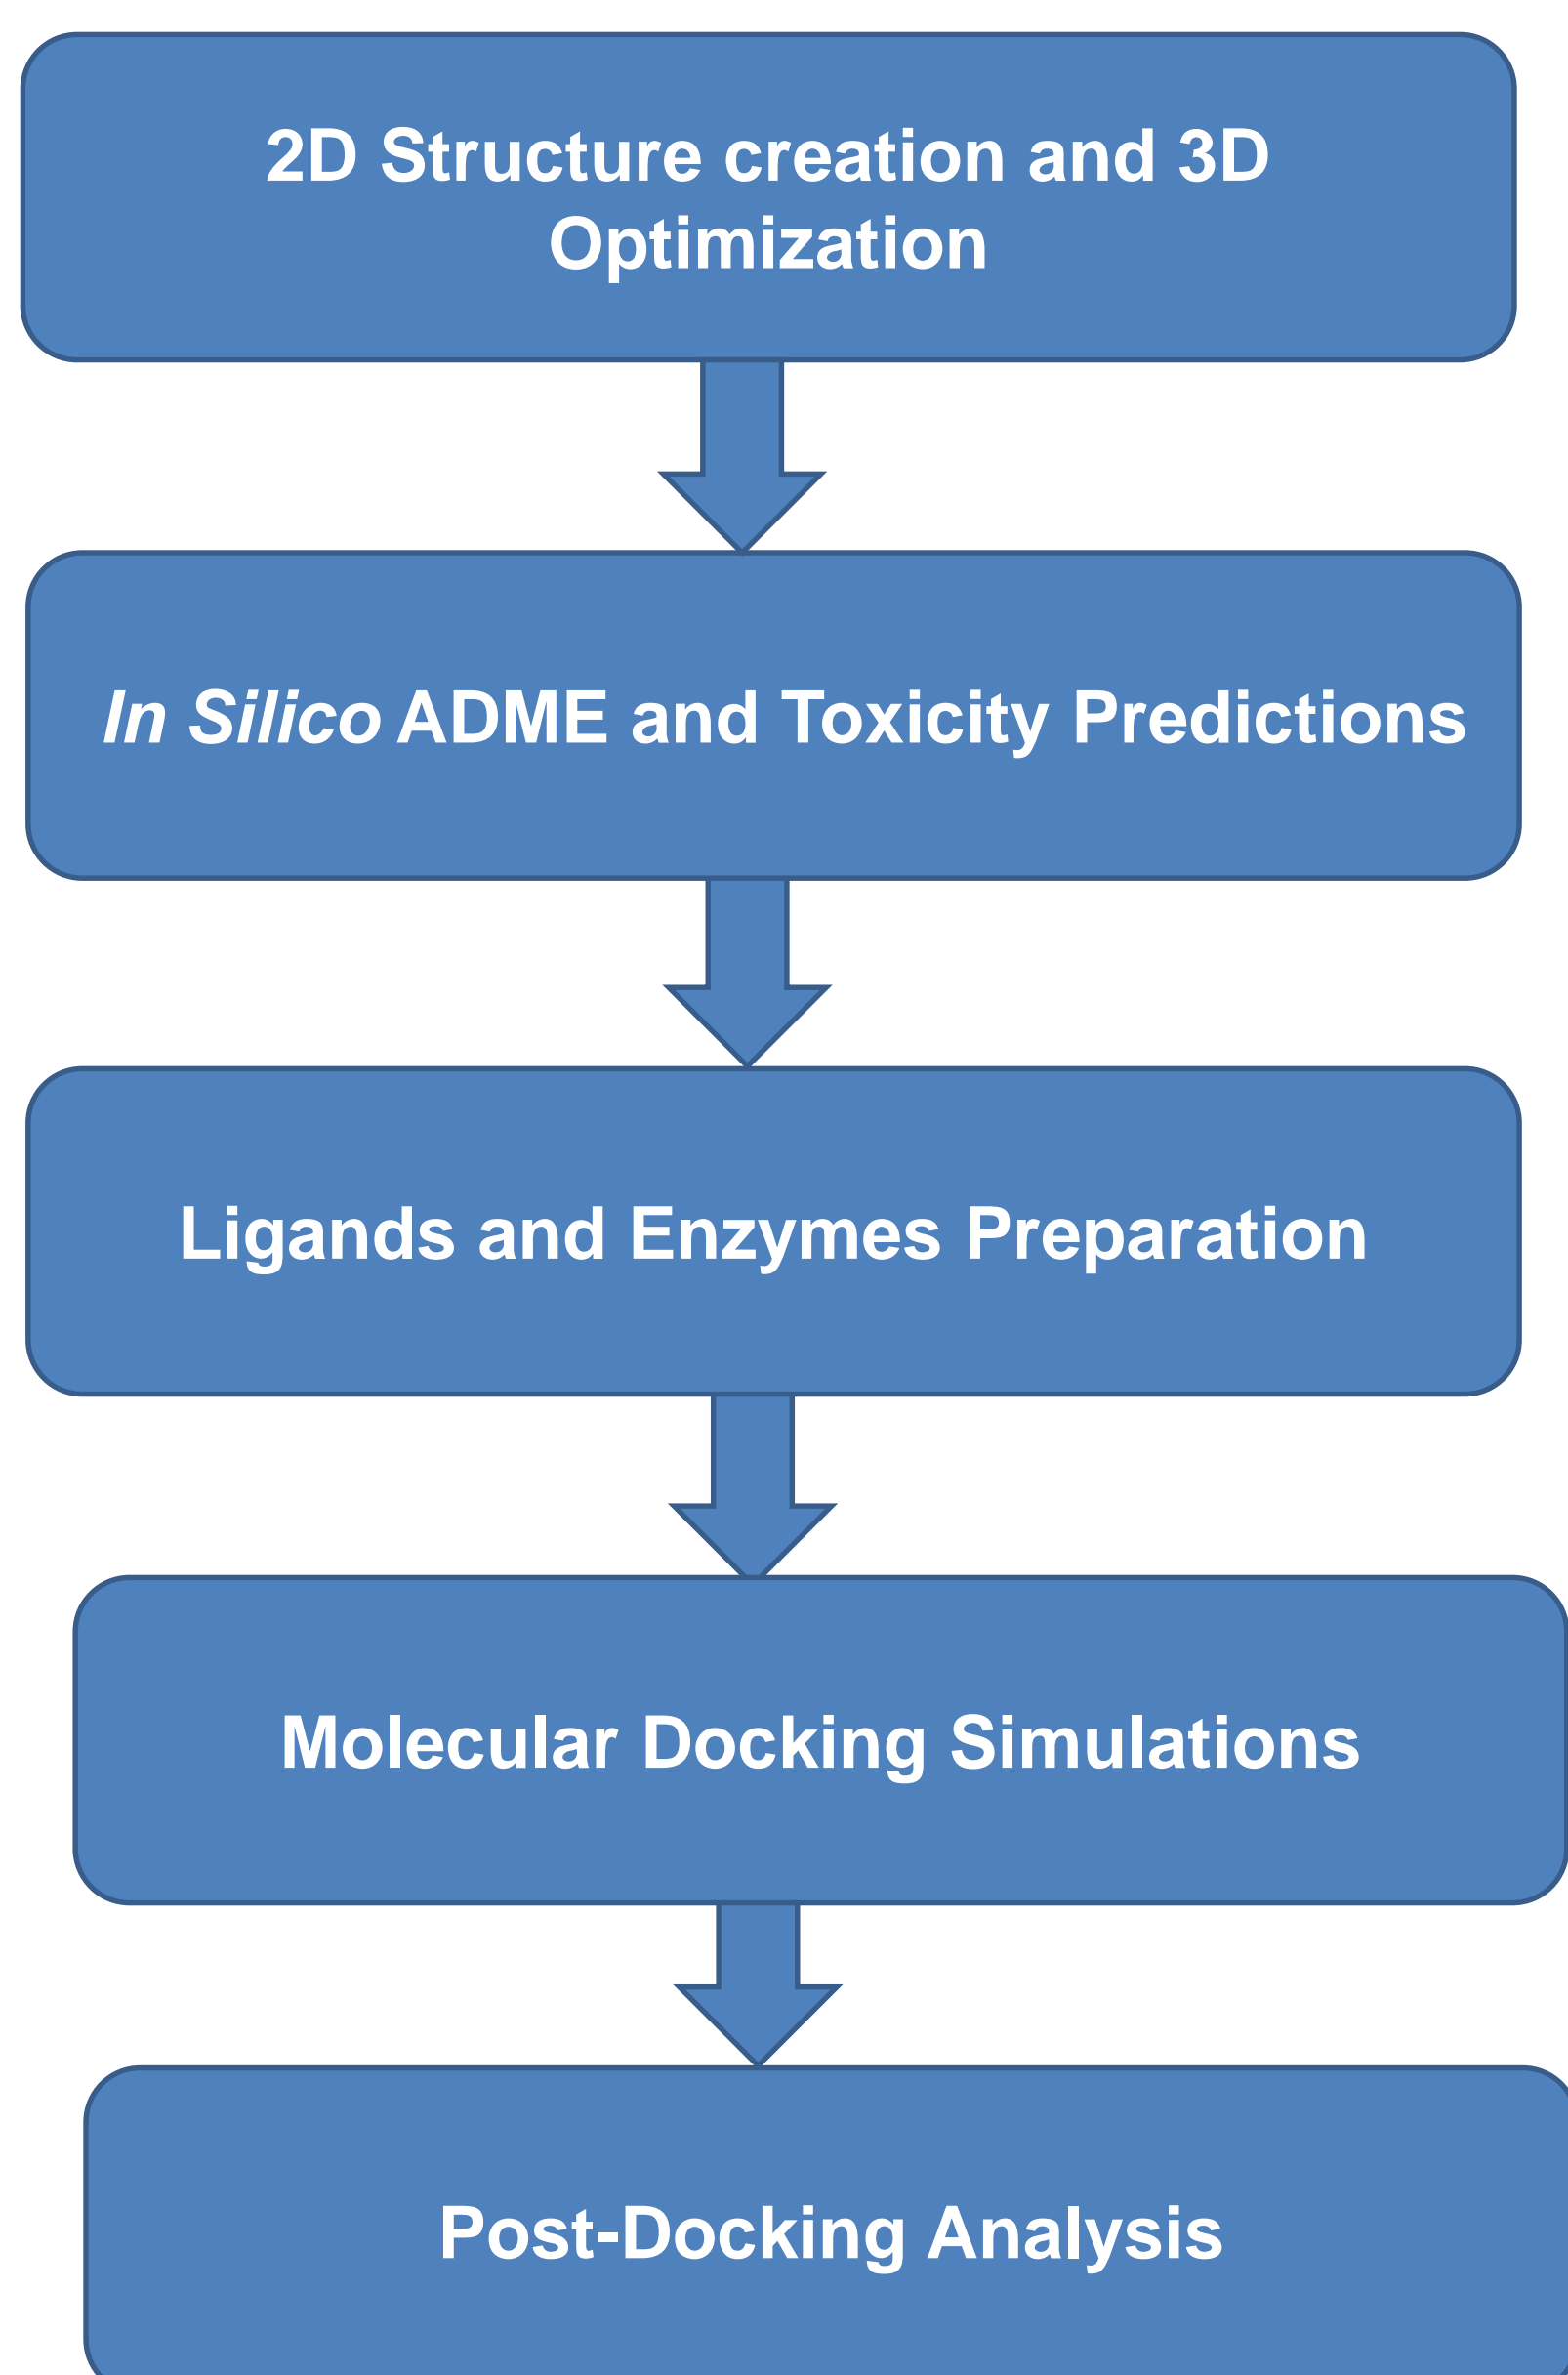 2D Structure creation and 3D
Optimization
In Silico ADME and Toxicity Predictions
Ligands and Enzymes Preparation
Molecular Docking Simulations
Post-Docking Analysis